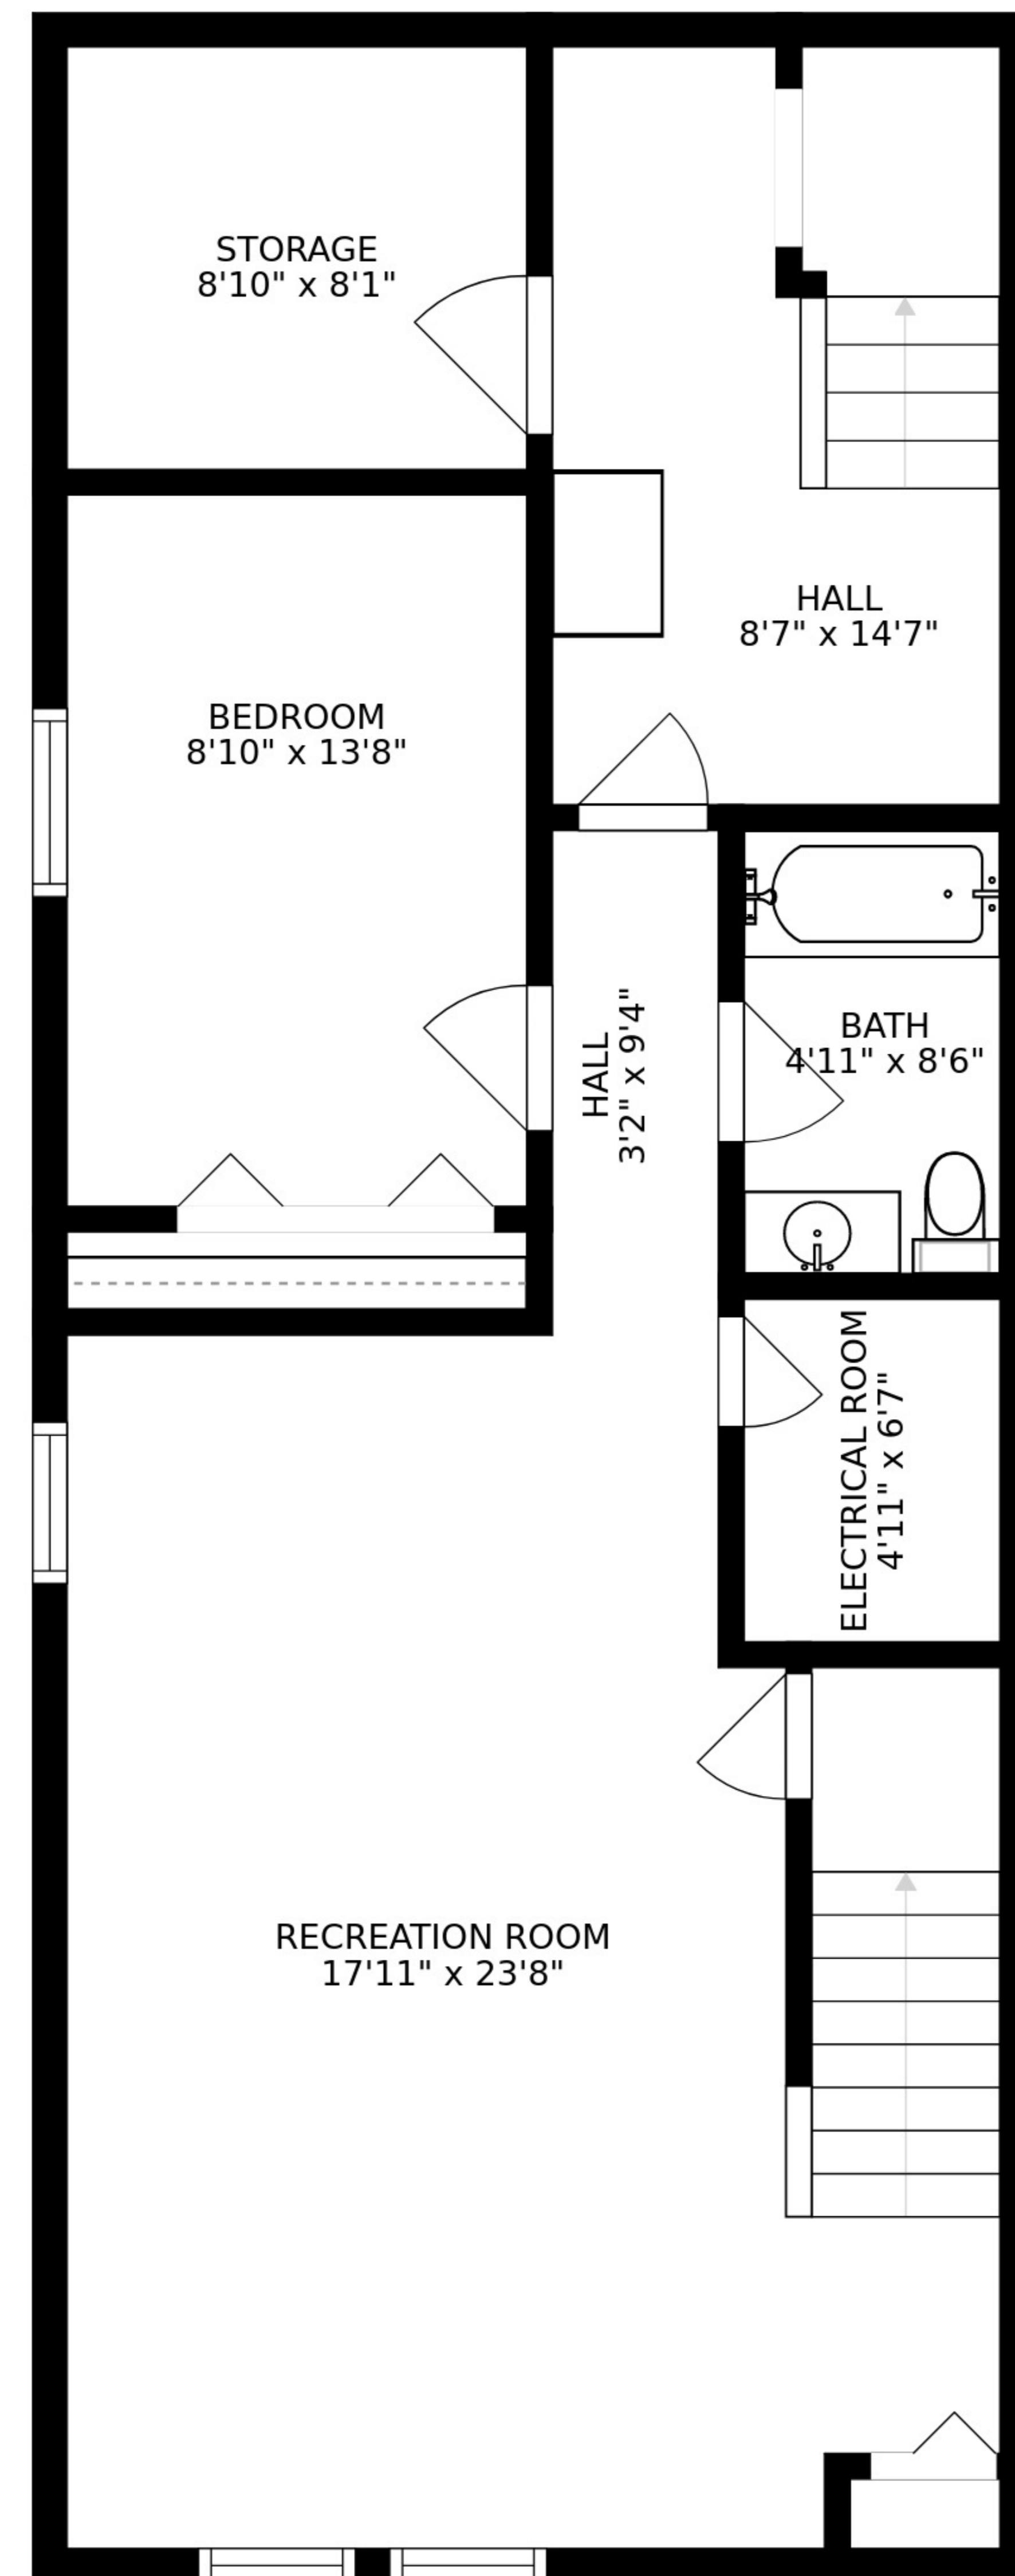 STORAGE
8'10" x 8'1"
HALL
8'7" x 14'7"
BEDROOM
8'10" x 13'8"
HALL
3'2" x 9'4"
BATH
4'11" x 8'6"
ELECTRICAL ROOM
4'11" x 6'7"
RECREATION ROOM
17'11" x 23'8"